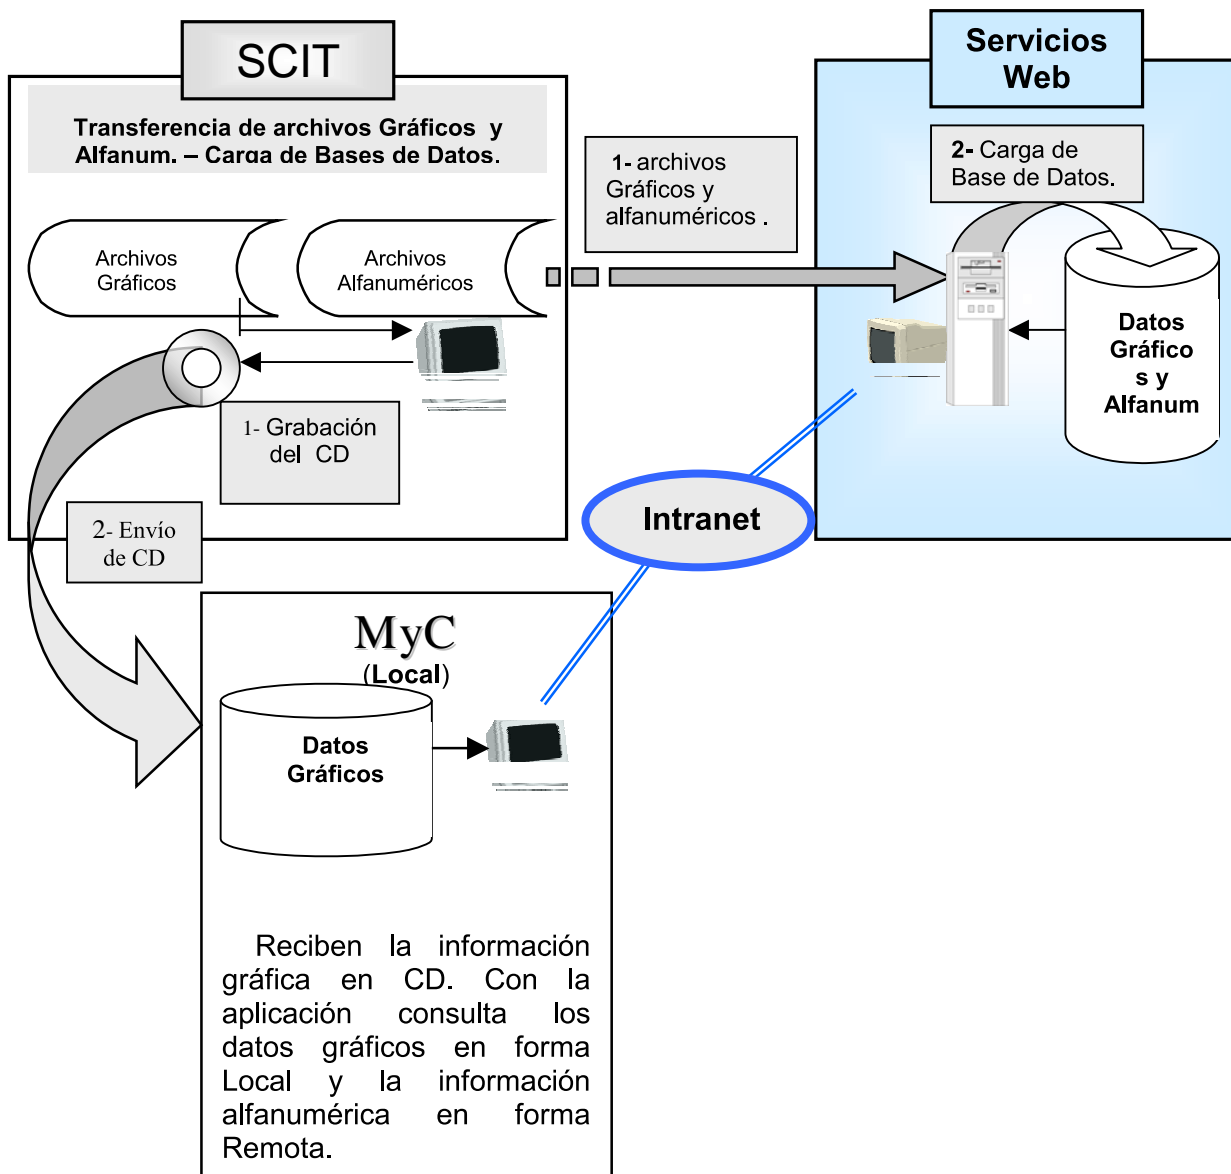 SCIT
Transferencia de archivos Gráficos y
Alfanum. – Carga de Bases de Datos.
Archivos
Gráficos
Archivos
Alfanuméricos
1- Grabación
del CD
2- Envío
de CD
1- archivos
Gráficos y
alfanuméricos .
Servicios
Web
2- Carga de
Base de Datos.
Datos
Gráfico
s y
Alfanum
Intranet
MyC
(Local)
Datos
Gráficos
Reciben la información
gráfica en CD. Con la
aplicación consulta los
datos gráficos en forma
Local y la información
alfanumérica en forma
Remota.